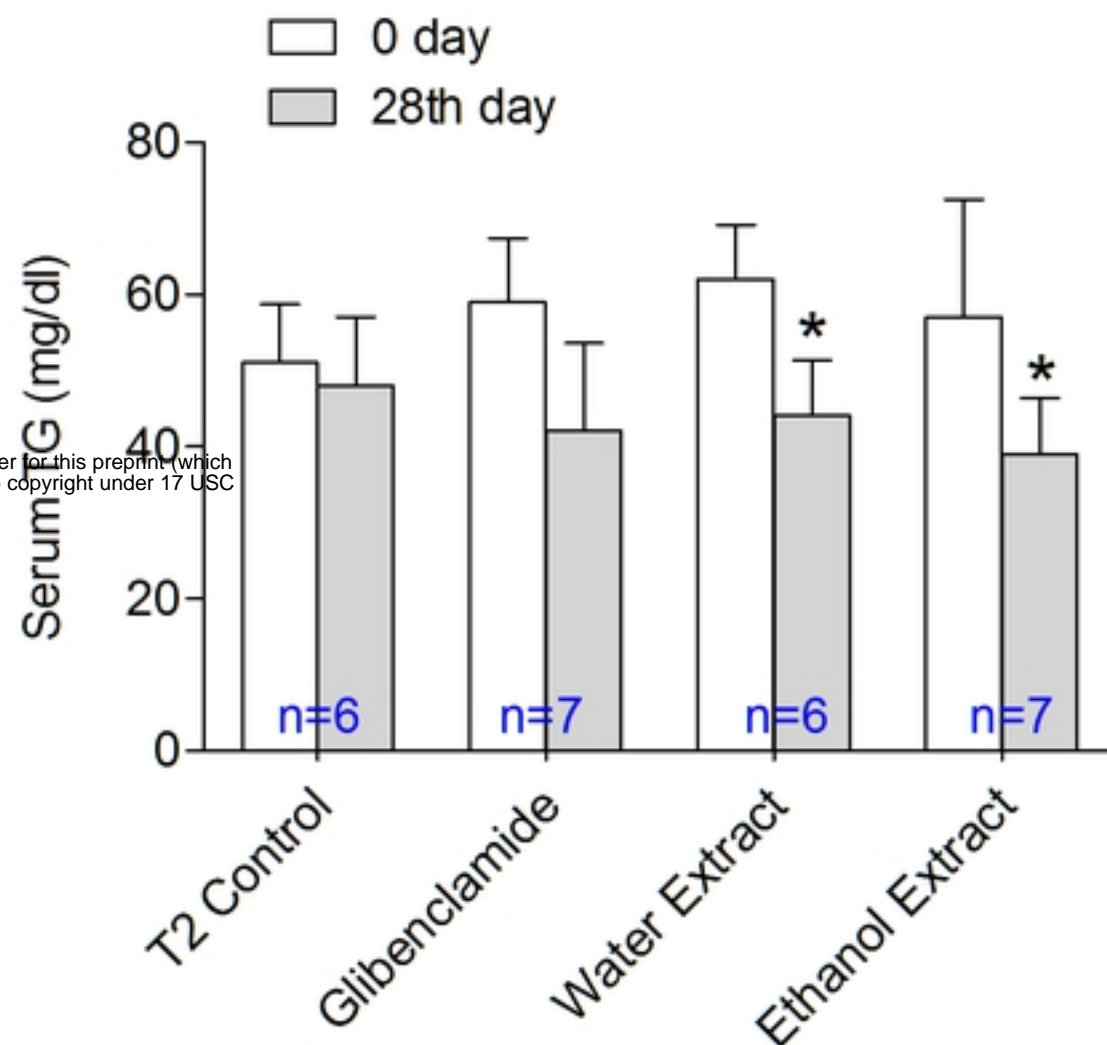 0 day
28th day
Serum TG (mg/dl)
80
60
40
20
0
er for this preprint (which
copyright under 17 USC
n=6
n=7
*
n=6
*
n=7
T2 Control
Glibenclamide
Water Extract
Ethanol Extract